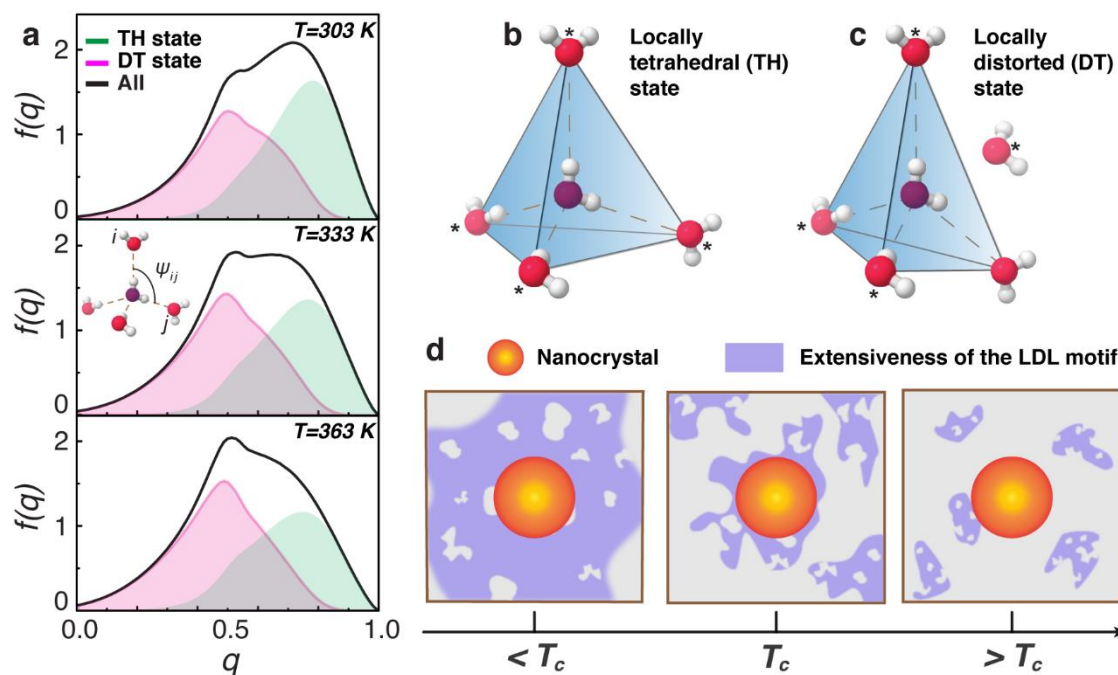 a
T=303 K
TH state
DT state
All
f(q)
2
1
0
T=333 K
i
ψij
j
f(q)
2
1
0
T=363 K
f(q)
2
1
0
0.0
0.5
1.0
q
b
*
Locally
tetrahedral (TH)
state
*
*
*
c
*
Locally
distorted (DT)
state
*
*
*
d
Nanocrystal
Extensiveness of the LDL motif
< Tc
Tc
> Tc